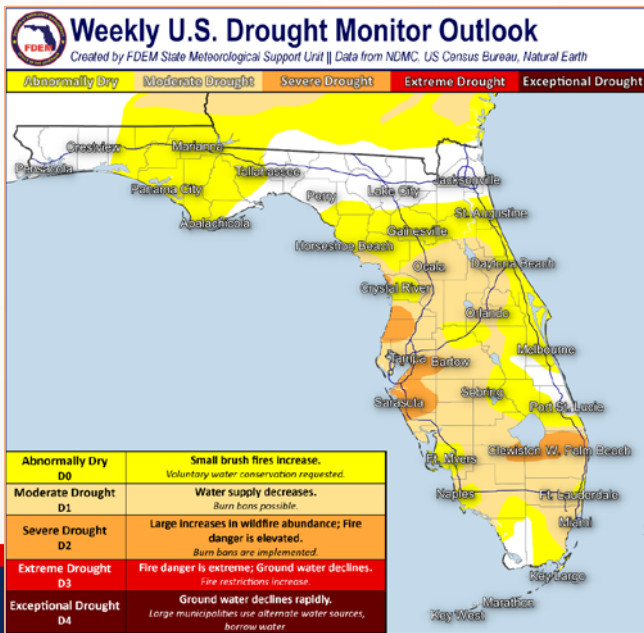 FDEM
Weekly U.S. Drought Monitor Outlook
Created by FDEM State Meteorological Support Unit || Data from NDMC, US Census Bureau, Natural Earth
Abnormally Dry Moderate Drought Severe Drought Extreme Drought Exceptional Drought
Crestview
Marianna
Pensacola
Tallahassee
Panama City
Apalachicola
Perry
Lake City
Jacksonville
St. Augustine
Gainesville
Horseshoe Beach
Ocala
Daytona Beach
Crystal River
Orlando
Tampa
Bartow
Melbourne
Sarasota
Sebring
Port St. Lucie
Clewiston
W. Palm Beach
Ft. Myers
Naples
Ft. Lauderdale
Miami
Key Largo
Marathon
Key West
Abnormally Dry
D0
Small brush fires increase.
Voluntary water conservation requested.
Moderate Drought
D1
Water supply decreases.
Burn bans possible.
Severe Drought
D2
Large increases in wildfire abundance; Fire
danger is elevated.
Burn bans are implemented.
Extreme Drought
D3
Fire danger is extreme; Ground water declines.
Fire restrictions increase.
Exceptional Drought
D4
Ground water declines rapidly.
Large municipalities use alternate water sources,
borrow water.